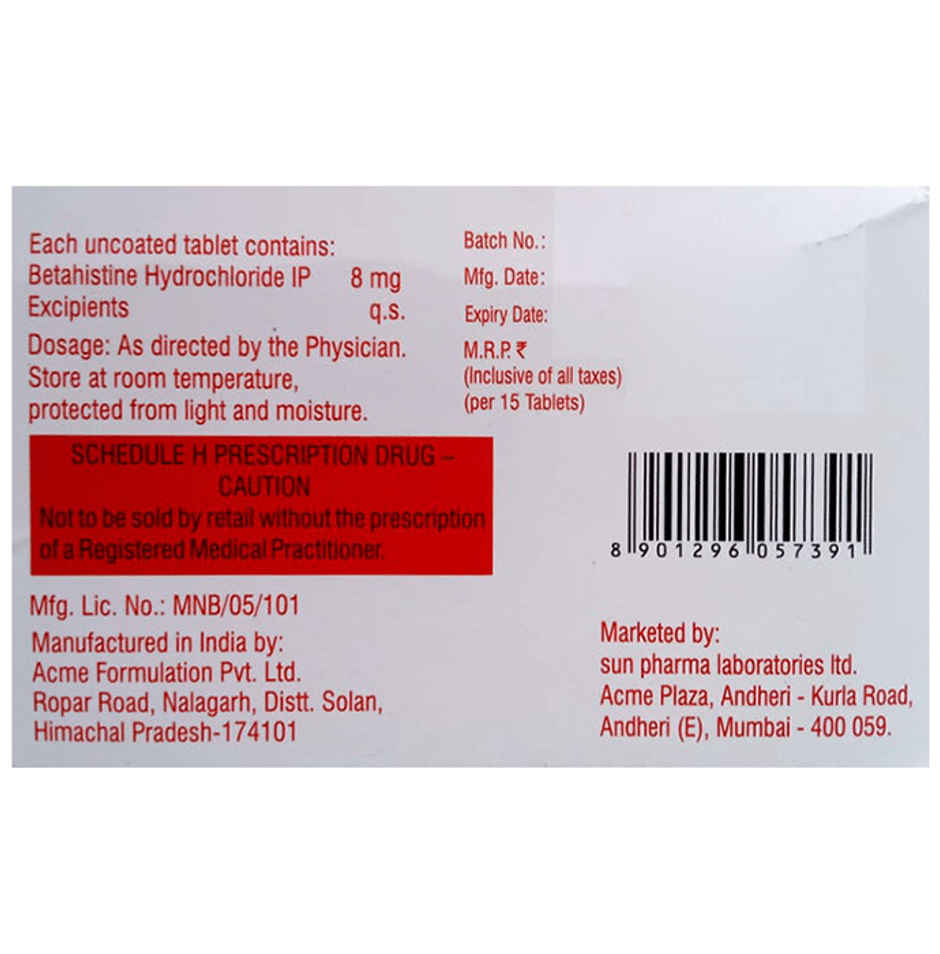 Each uncoated tablet contains:
Betahistine Hydrochloride IP 8 mg
Excipients q.s.
Dosage: As directed by the Physician.
Store at room temperature,
protected from light and moisture.
SCHEDULE H PRESCRIPTION DRUG –
CAUTION
Not to be sold by retail without the prescription
of a Registered Medical Practitioner.
Mfg. Lic. No.: MNB/05/101
Manufactured in India by:
Acme Formulation Pvt. Ltd.
Ropar Road, Nalagarh, Distt. Solan,
Himachal Pradesh-174101
Batch No.:
Mfg. Date:
Expiry Date:
M.R.P. ₹
(Inclusive of all taxes)
(per 15 Tablets)
8 901296 057391
Marketed by:
sun pharma laboratories ltd.
Acme Plaza, Andheri - Kurla Road,
Andheri (E), Mumbai - 400 059.